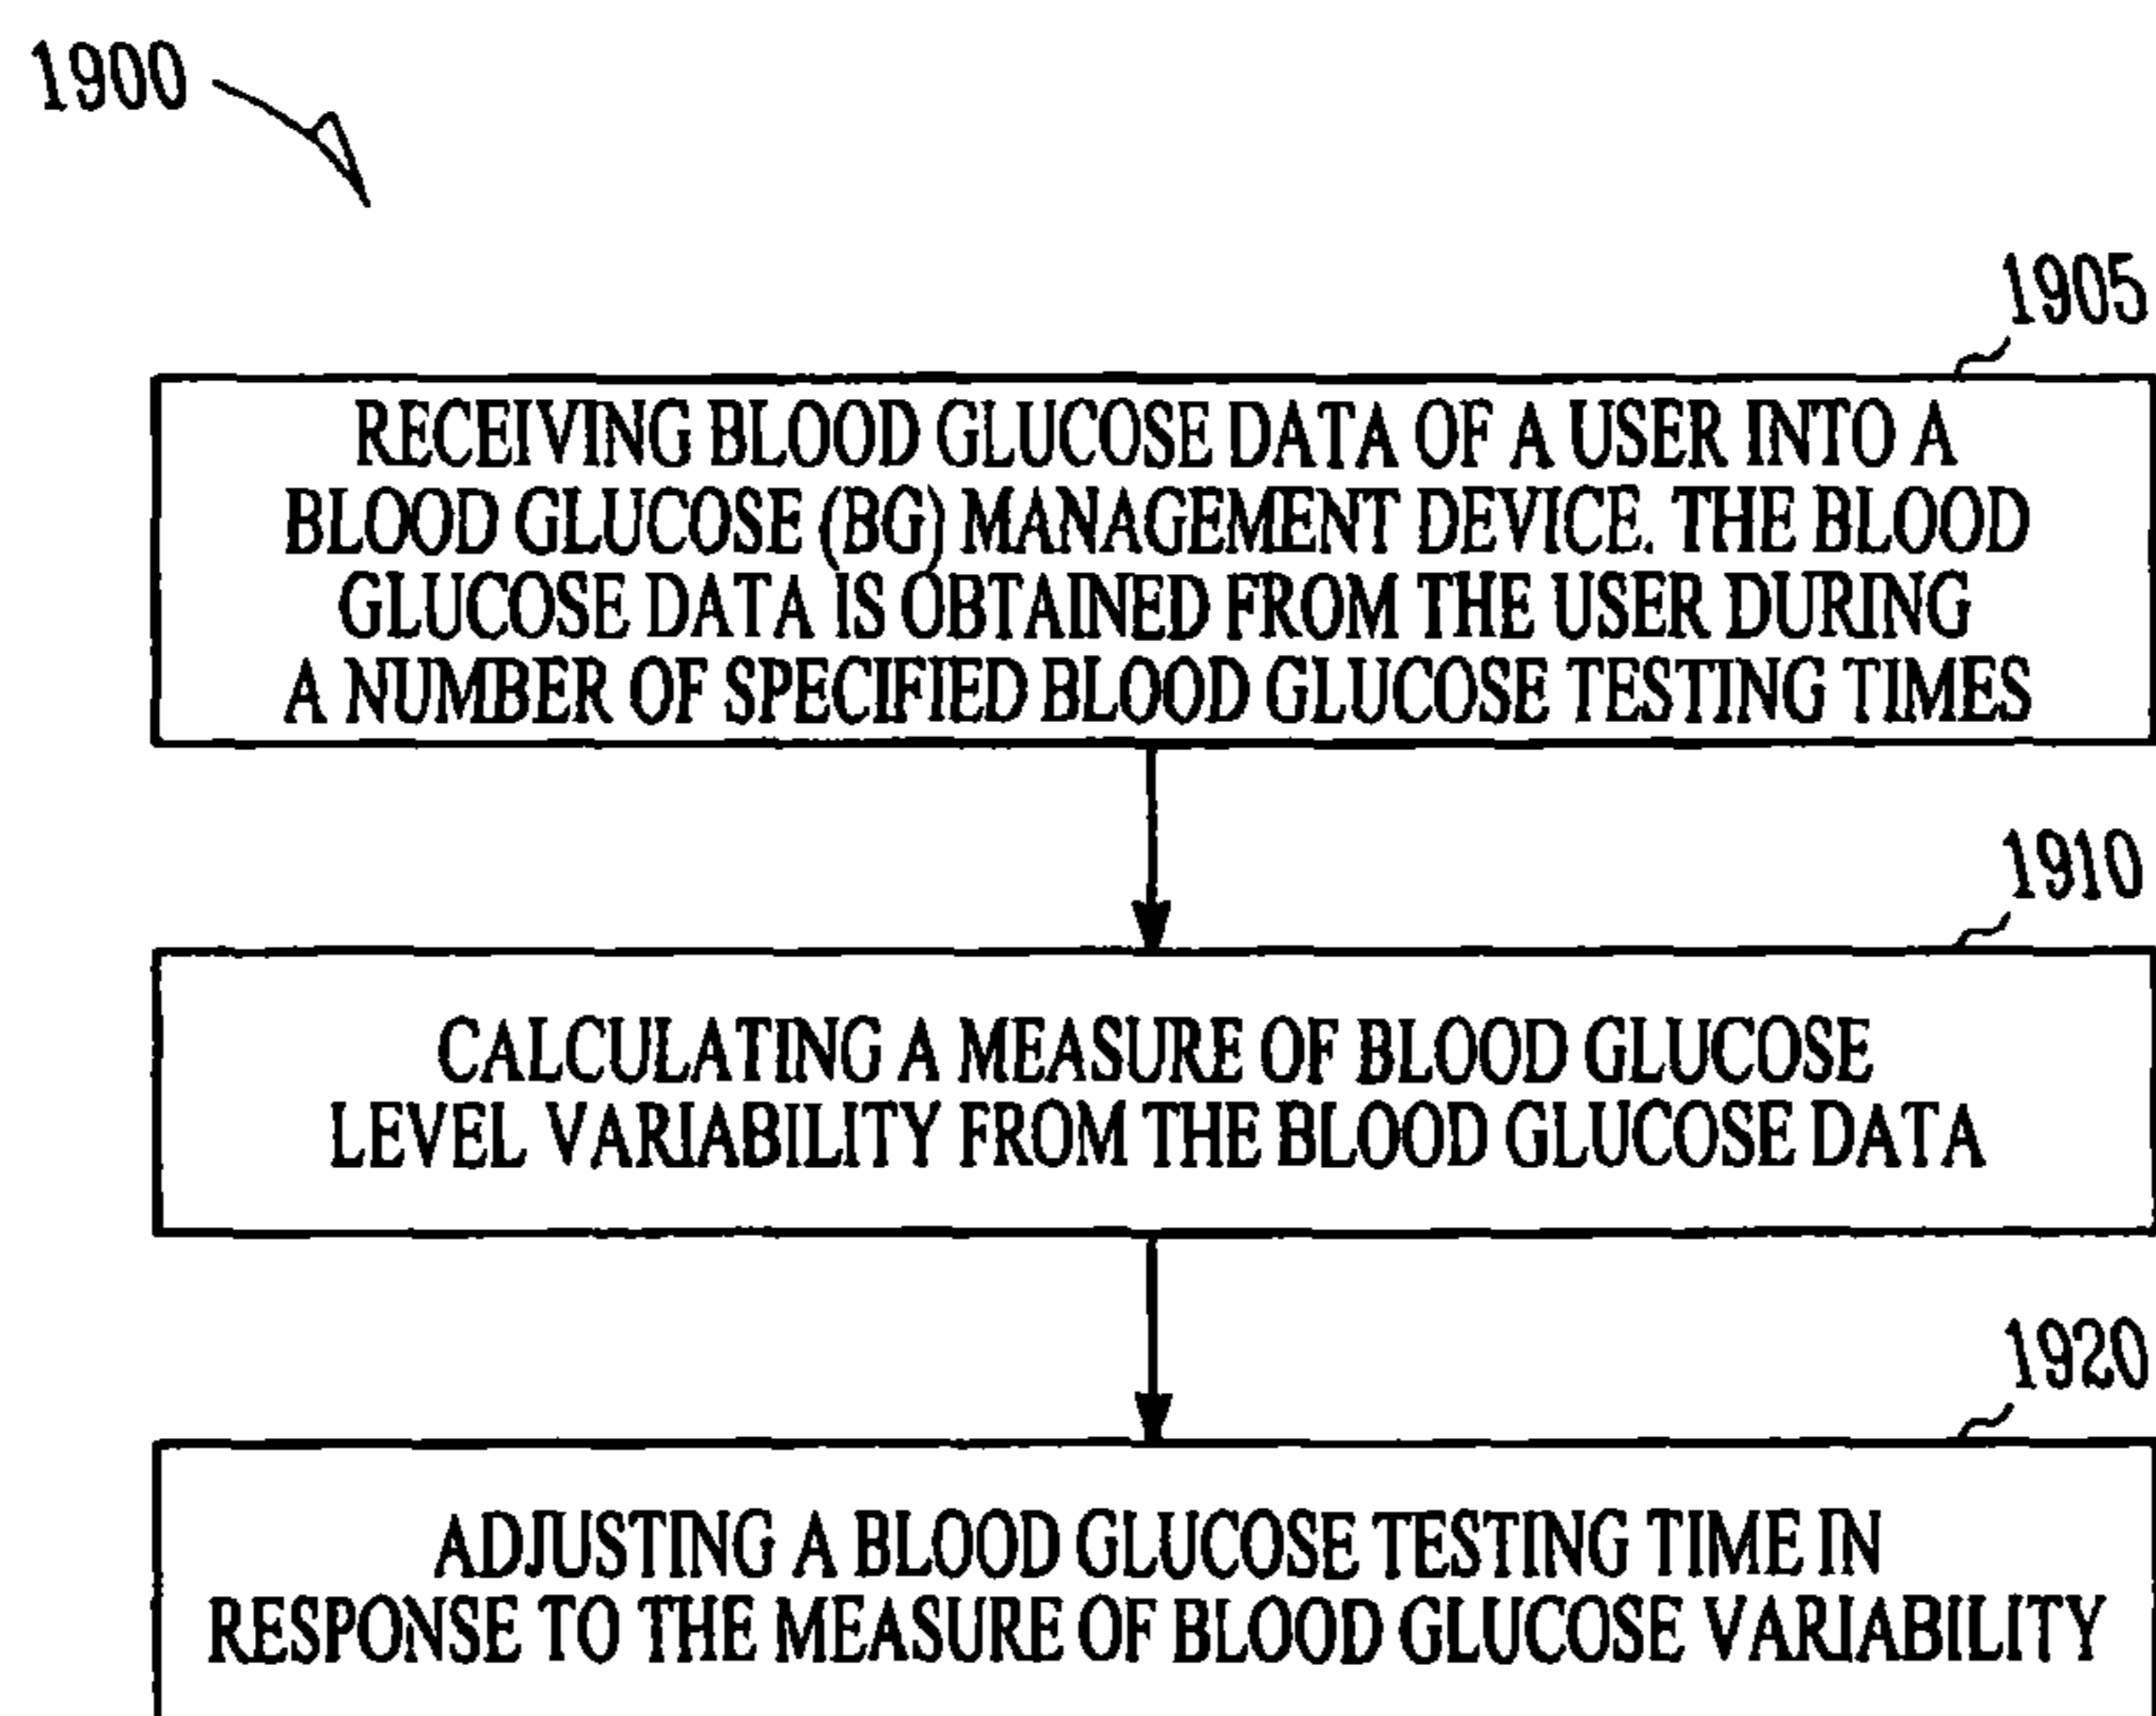 1900
1905
RECEIVING BLOOD GLUCOSE DATA OF A USER INTO A
BLOOD GLUCOSE (BG) MANAGEMENT DEVICE. THE BLOOD
GLUCOSE DATA IS OBTAINED FROM THE USER DURING
A NUMBER OF SPECIFIED BLOOD GLUCOSE TESTING TIMES
1910
CALCULATING A MEASURE OF BLOOD GLUCOSE
LEVEL VARIABILITY FROM THE BLOOD GLUCOSE DATA
1920
ADJUSTING A BLOOD GLUCOSE TESTING TIME IN
RESPONSE TO THE MEASURE OF BLOOD GLUCOSE VARIABILITY